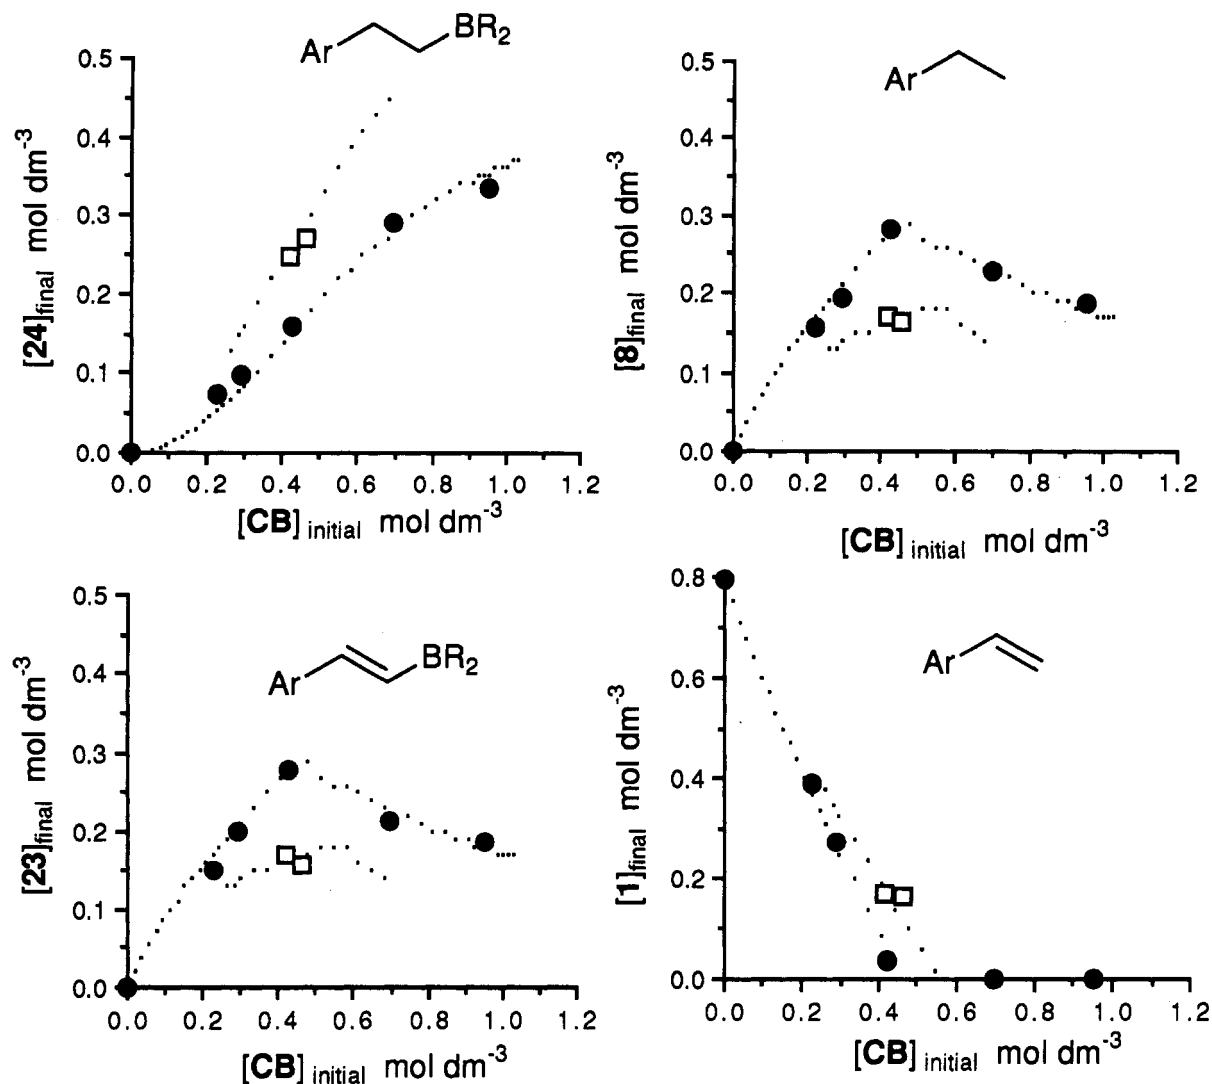 Ar BR2
0.5
0.4
0.3
0.2
0.1
0.0
[24]final mol dm-3
0.0 0.2 0.4 0.6 0.8 1.0 1.2
[CB] initial mol dm-3
Ar
0.5
0.4
0.3
0.2
0.1
0.0
[8]final mol dm-3
0.0 0.2 0.4 0.6 0.8 1.0 1.2
[CB] initial mol dm-3
Ar BR2
0.5
0.4
0.3
0.2
0.1
0.0
[23]final mol dm-3
0.0 0.2 0.4 0.6 0.8 1.0 1.2
[CB] initial mol dm-3
Ar
0.8
0.6
0.4
0.2
0.0
[1]final mol dm-3
0.0 0.2 0.4 0.6 0.8 1.0 1.2
[CB] initial mol dm-3